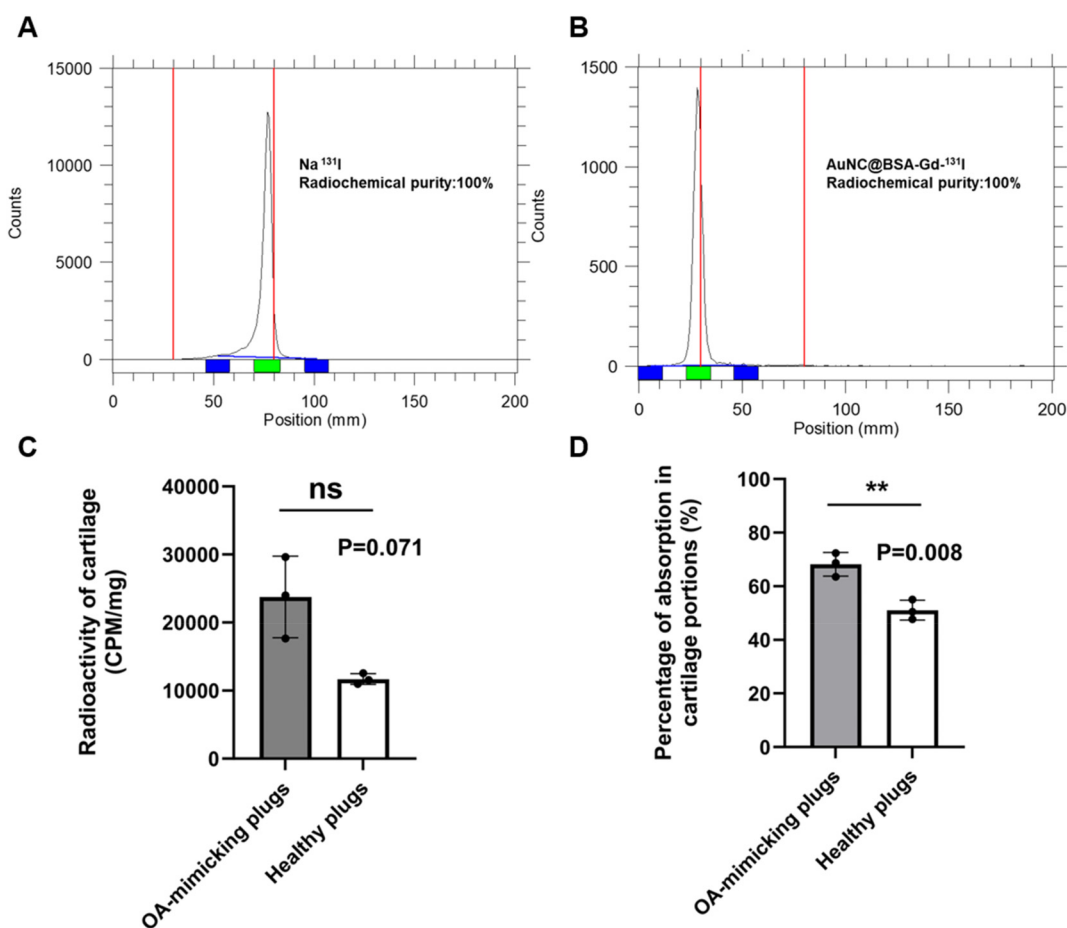 A
15000
10000
5000
0
Counts
Na ¹³¹I
Radiochemical purity:100%
0
50
100
150
200
Position (mm)
B
1500
1000
500
0
Counts
AuNC@BSA-Gd-¹³¹I
Radiochemical purity:100%
0
50
100
150
200
Position (mm)
C
Radioactivity of cartilage
(CPM/mg)
40000
30000
20000
10000
0
ns
P=0.071
OA-mimicking plugs
Healthy plugs
D
Percentage of absorption in
cartilage portions (%)
100
80
60
40
20
0
**
P=0.008
OA-mimicking plugs
Healthy plugs